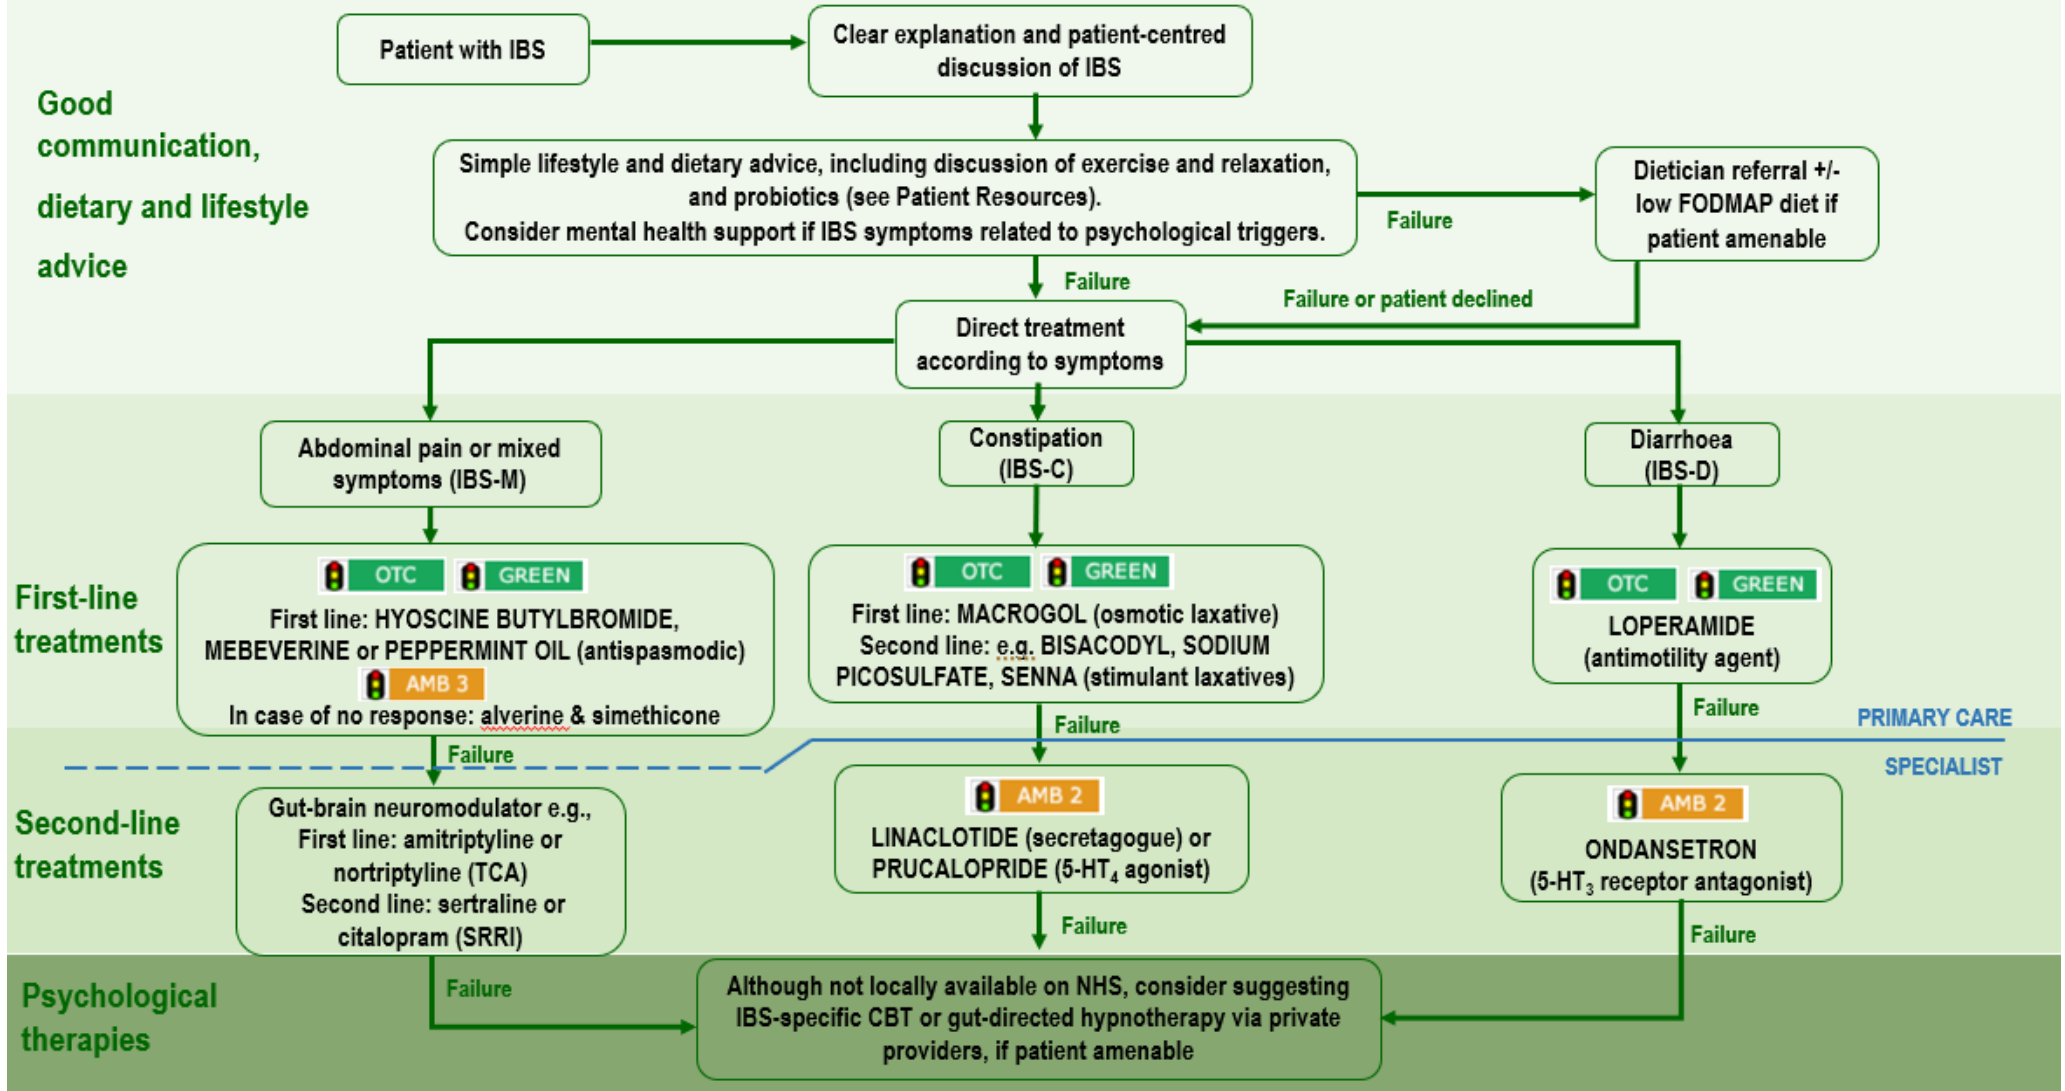 Patient with IBS
Clear explanation and patient-centred
discussion of IBS
Good
communication,
dietary and lifestyle
advice
Simple lifestyle and dietary advice, including discussion of exercise and relaxation,
and probiotics (see Patient Resources).
Consider mental health support if IBS symptoms related to psychological triggers.
Failure
Dietician referral +/-
low FODMAP diet if
patient amenable
Failure
Failure or patient declined
Direct treatment
according to symptoms
Abdominal pain or mixed
symptoms (IBS-M)
Constipation
(IBS-C)
Diarrhoea
(IBS-D)
First-line
treatments
OTC GREEN
First line: HYOSCINE BUTYLBROMIDE,
MEBEVERINE or PEPPERMINT OIL (antispasmodic)
AMB 3
In case of no response: alverine & simethicone
OTC GREEN
First line: MACROGOL (osmotic laxative)
Second line: e.g. BISACODYL, SODIUM
PICOSULFATE, SENNA (stimulant laxatives)
OTC GREEN
LOPERAMIDE
(antimotility agent)
Failure
Failure
Failure
PRIMARY CARE
SPECIALIST
Second-line
treatments
Gut-brain neuromodulator e.g.,
First line: amitriptyline or
nortriptyline (TCA)
Second line: sertraline or
citalopram (SRRI)
AMB 2
LINACLOTIDE (secretagogue) or
PRUCALOPRIDE (5-HT4 agonist)
AMB 2
ONDANSETRON
(5-HT3 receptor antagonist)
Failure
Failure
Failure
Psychological
therapies
Although not locally available on NHS, consider suggesting
IBS-specific CBT or gut-directed hypnotherapy via private
providers, if patient amenable